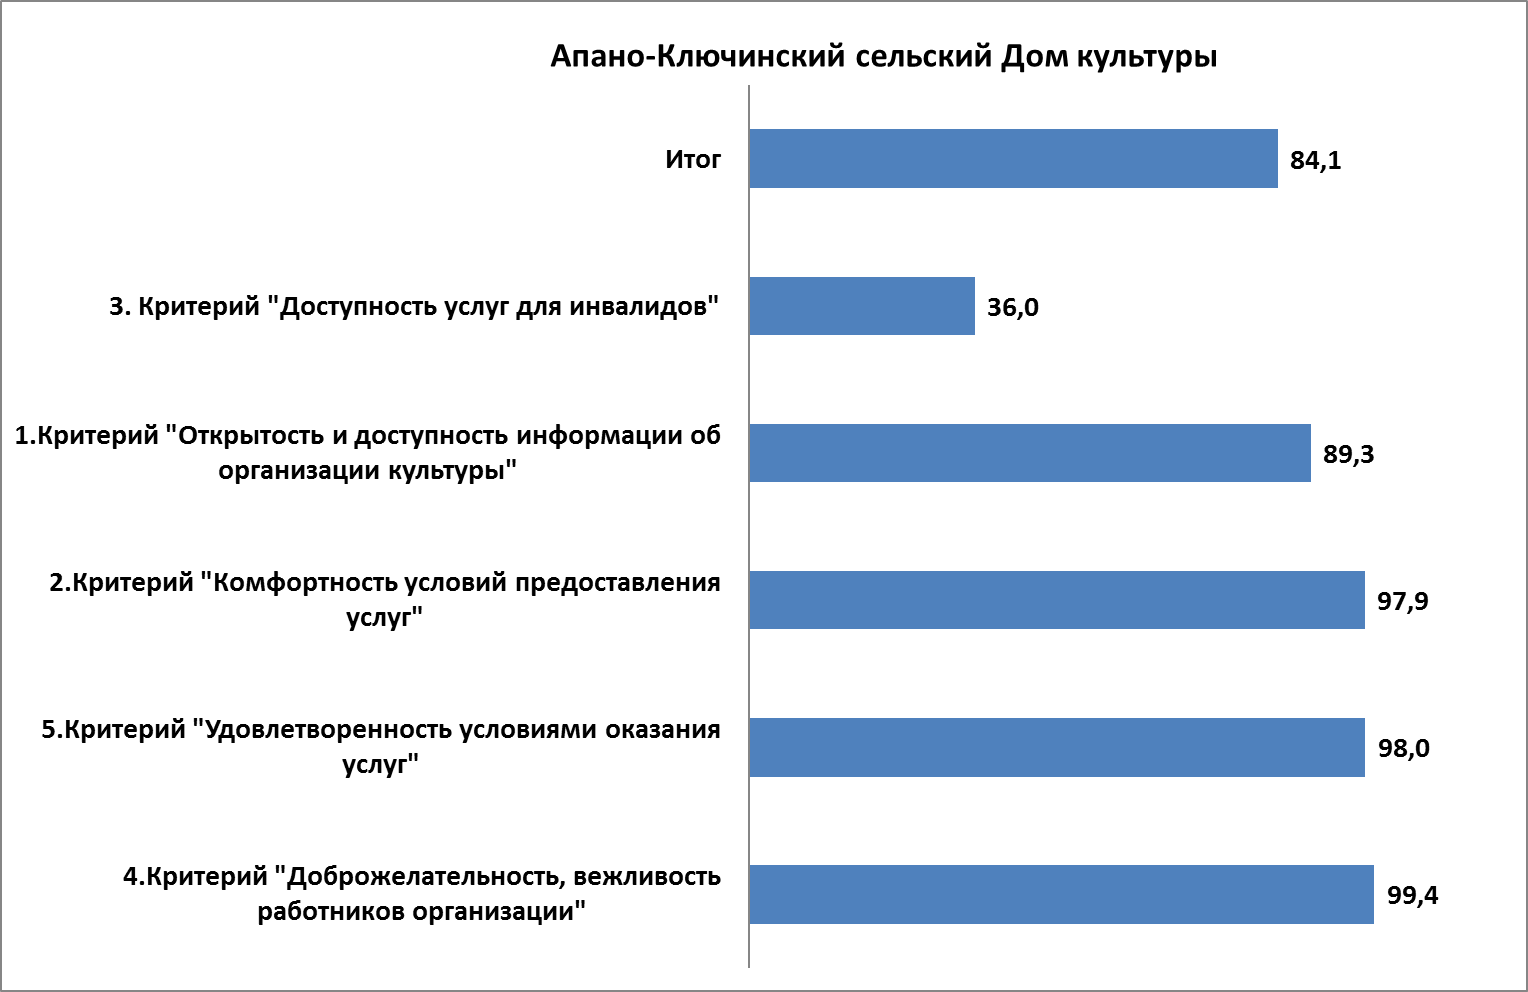 Апано-Ключинский сельский Дом культуры
Итог
84,1
3. Критерий "Доступность услуг для инвалидов"
36,0
1.Критерий "Открытость и доступность информации об
организации культуры"
89,3
2.Критерий "Комфортность условий предоставления
услуг"
97,9
5.Критерий "Удовлетворенность условиями оказания
услуг"
98,0
4.Критерий "Доброжелательность, вежливость
работников организации"
99,4